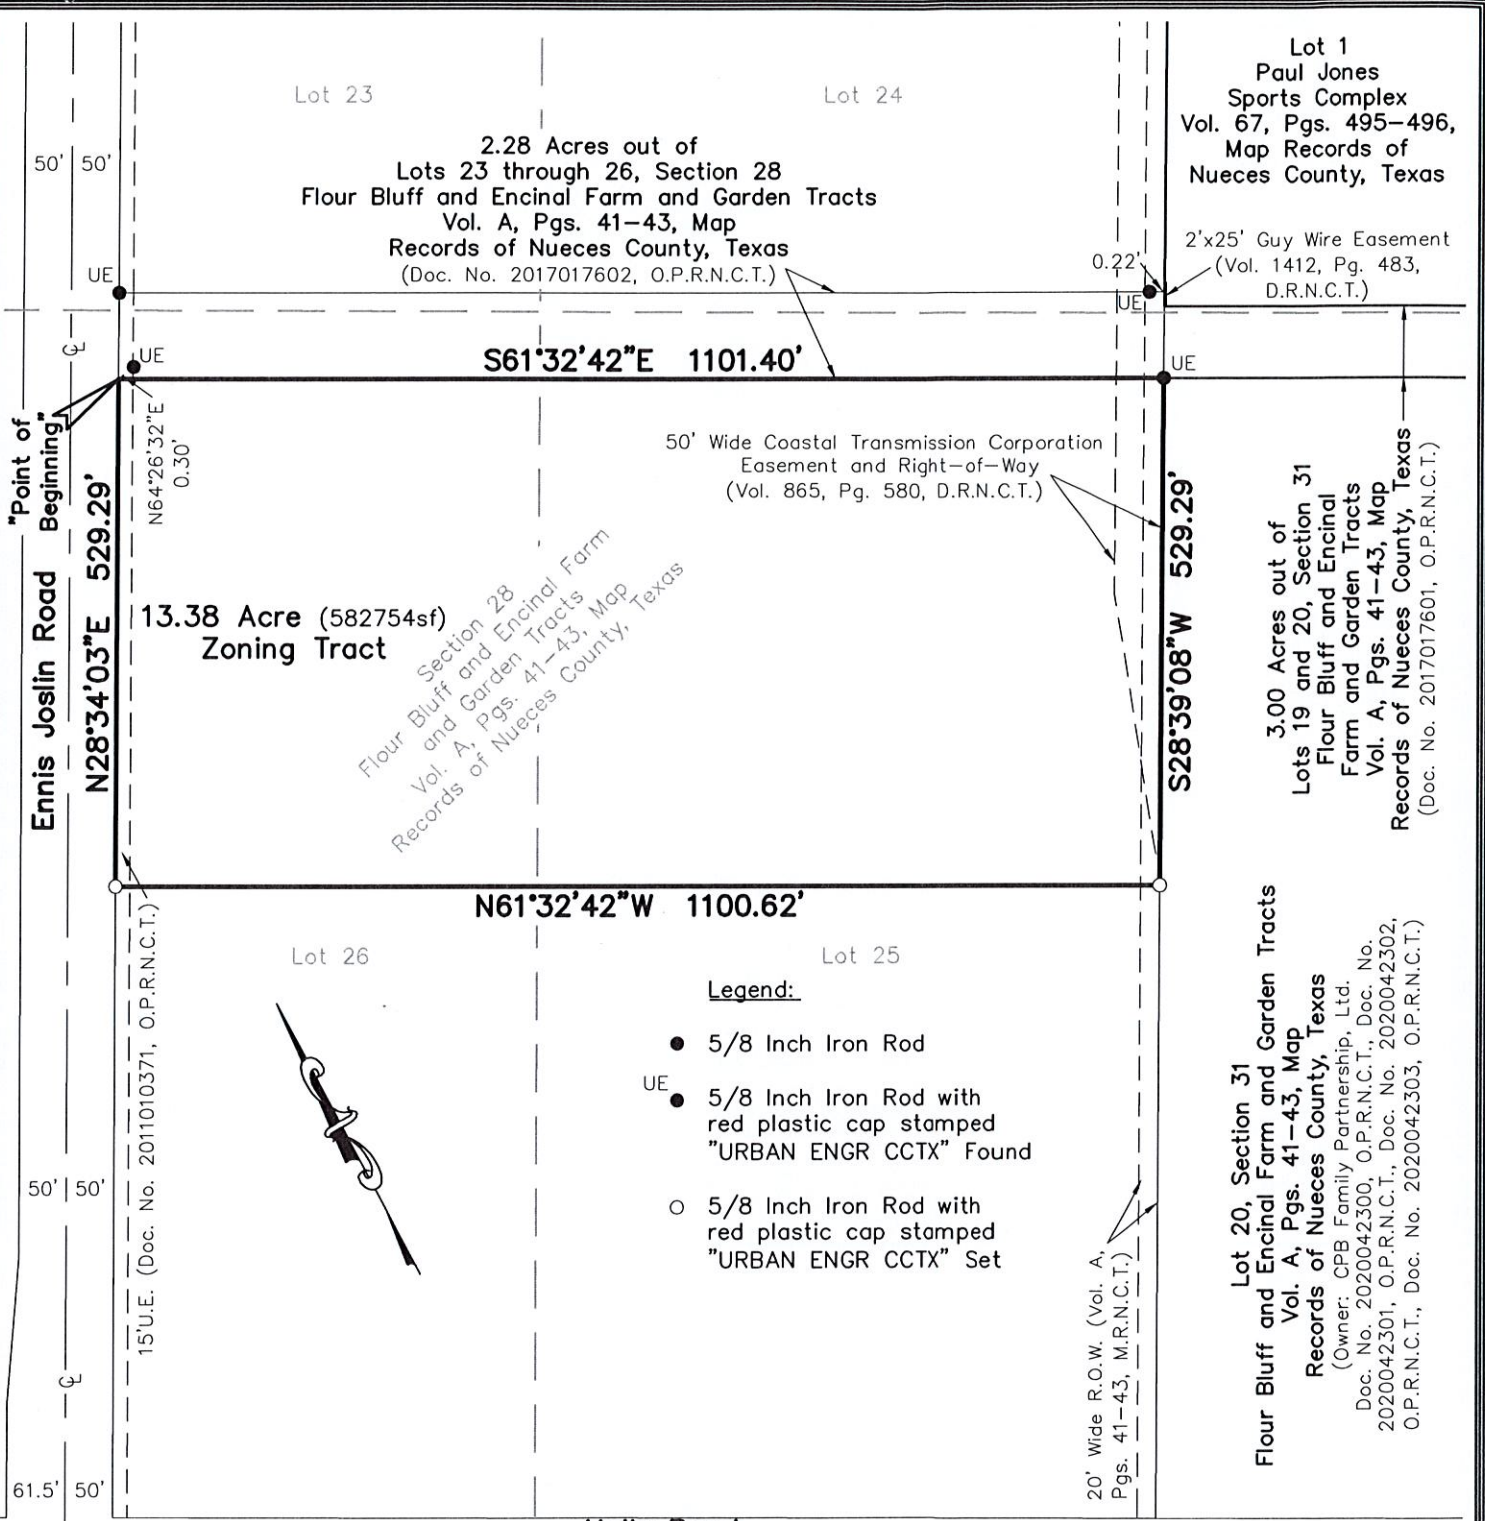 Lot 23
Lot 24
Lot 1
Paul Jones
Sports Complex
Vol. 67, Pgs. 495-496,
Map Records of
Nueces County, Texas
50' 50'
2.28 Acres out of
Lots 23 through 26, Section 28
Flour Bluff and Encinal Farm and Garden Tracts
Vol. A, Pgs. 41-43, Map
Records of Nueces County, Texas
(Doc. No. 2017017602, O.P.R.N.C.T.)
2'x25' Guy Wire Easement
(Vol. 1412, Pg. 483,
D.R.N.C.T.)
0.22'
UE
UE
UE
UE
S61°32'42"E 1101.40'
"Point of
Beginning"
N64°26'32"E
0.30'
50' Wide Coastal Transmission Corporation
Easement and Right-of-Way
(Vol. 865, Pg. 580, D.R.N.C.T.)
Ennis Joslin Road
N28°34'03"E 529.29'
13.38 Acre (582754sf)
Zoning Tract
Section 28
Flour Bluff and Encinal Farm
and Garden Tracts
Vol. A, Pgs. 41-43, Map
Records of Nueces County, Texas
S28°39'08"W 529.29'
3.00 Acres out of
Lots 19 and 20, Section 31
Flour Bluff and Encinal
Farm and Garden Tracts
Vol. A, Pgs. 41-43, Map
Records of Nueces County, Texas
(Doc. No. 2017017601, O.P.R.N.C.T.)
N61°32'42"W 1100.62'
Lot 26
Lot 25
15'U.E. (Doc. No. 2011010371, O.P.R.N.C.T.)
Legend:
5/8 Inch Iron Rod
UE
5/8 Inch Iron Rod with
red plastic cap stamped
"URBAN ENGR CCTX" Found
5/8 Inch Iron Rod with
red plastic cap stamped
"URBAN ENGR CCTX" Set
50' 50'
20' Wide R.O.W. (Vol. A,
Pgs. 41-43, M.R.N.C.T.)
Lot 20, Section 31
Flour Bluff and Encinal Farm and Garden Tracts
Vol. A, Pgs. 41-43, Map
Records of Nueces County, Texas
(Owner: CPB Family Partnership, Ltd.
Doc. No. 2020042300, O.P.R.N.C.T., Doc. No.
2020042301, O.P.R.N.C.T., Doc. No. 2020042302,
O.P.R.N.C.T., Doc. No. 2020042303, O.P.R.N.C.T.)
61.5' 50'